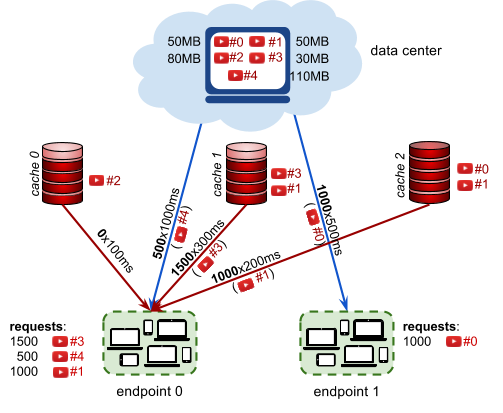 50MB #0 #1 50MB
80MB #2 #3 30MB
#4 110MB
data center
cache 0
#2
cache 1
#3
#1
cache 2
#0
#1
0x100ms
500x1000ms
( #4)
1500x300ms
( #3)
1000x200ms
( #1)
1000x500ms
( #0)
requests:
1500 #3
500 #4
1000 #1
endpoint 0
requests:
1000 #0
endpoint 1